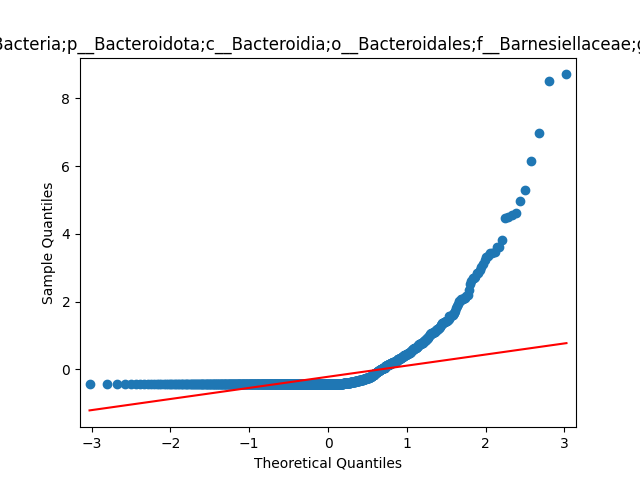 Bacteria;p__Bacteroidota;c__Bacteroidia;o__Bacteroidales;f__Barnesiellaceae;g
8
6
4
2
0
Sample Quantiles
−3 −2 −1 0 1 2 3
Theoretical Quantiles